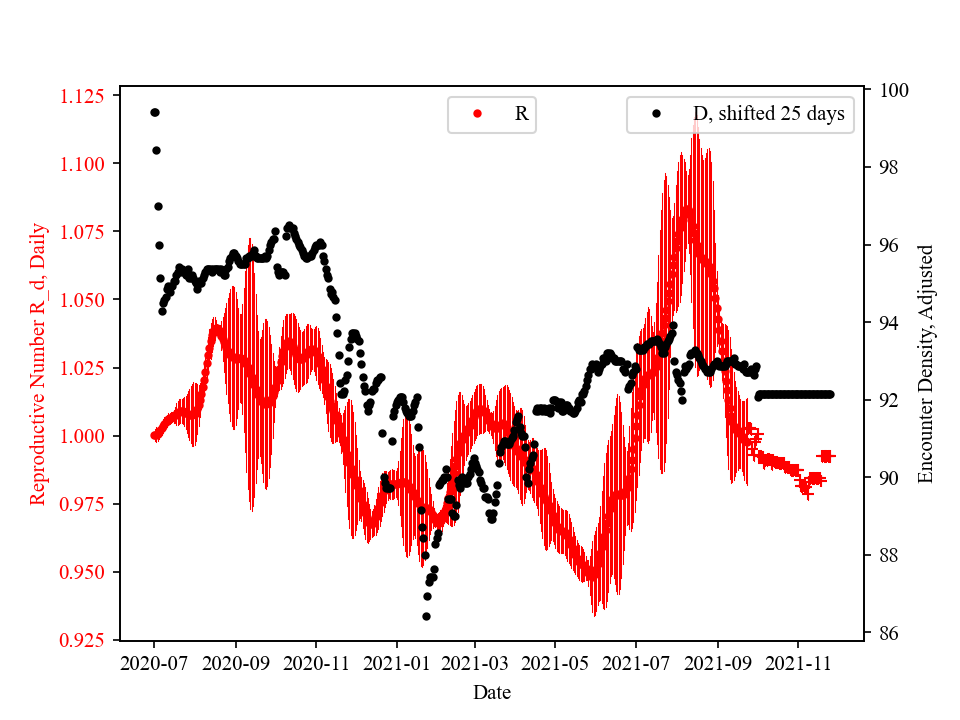 R
D, shifted 25 days
1.125
1.100
1.075
1.050
1.025
1.000
0.975
0.950
0.925
Reproductive Number R_d, Daily
100
98
96
94
92
90
88
86
Encounter Density, Adjusted
2020-07 2020-09 2020-11 2021-01 2021-03 2021-05 2021-07 2021-09 2021-11
Date